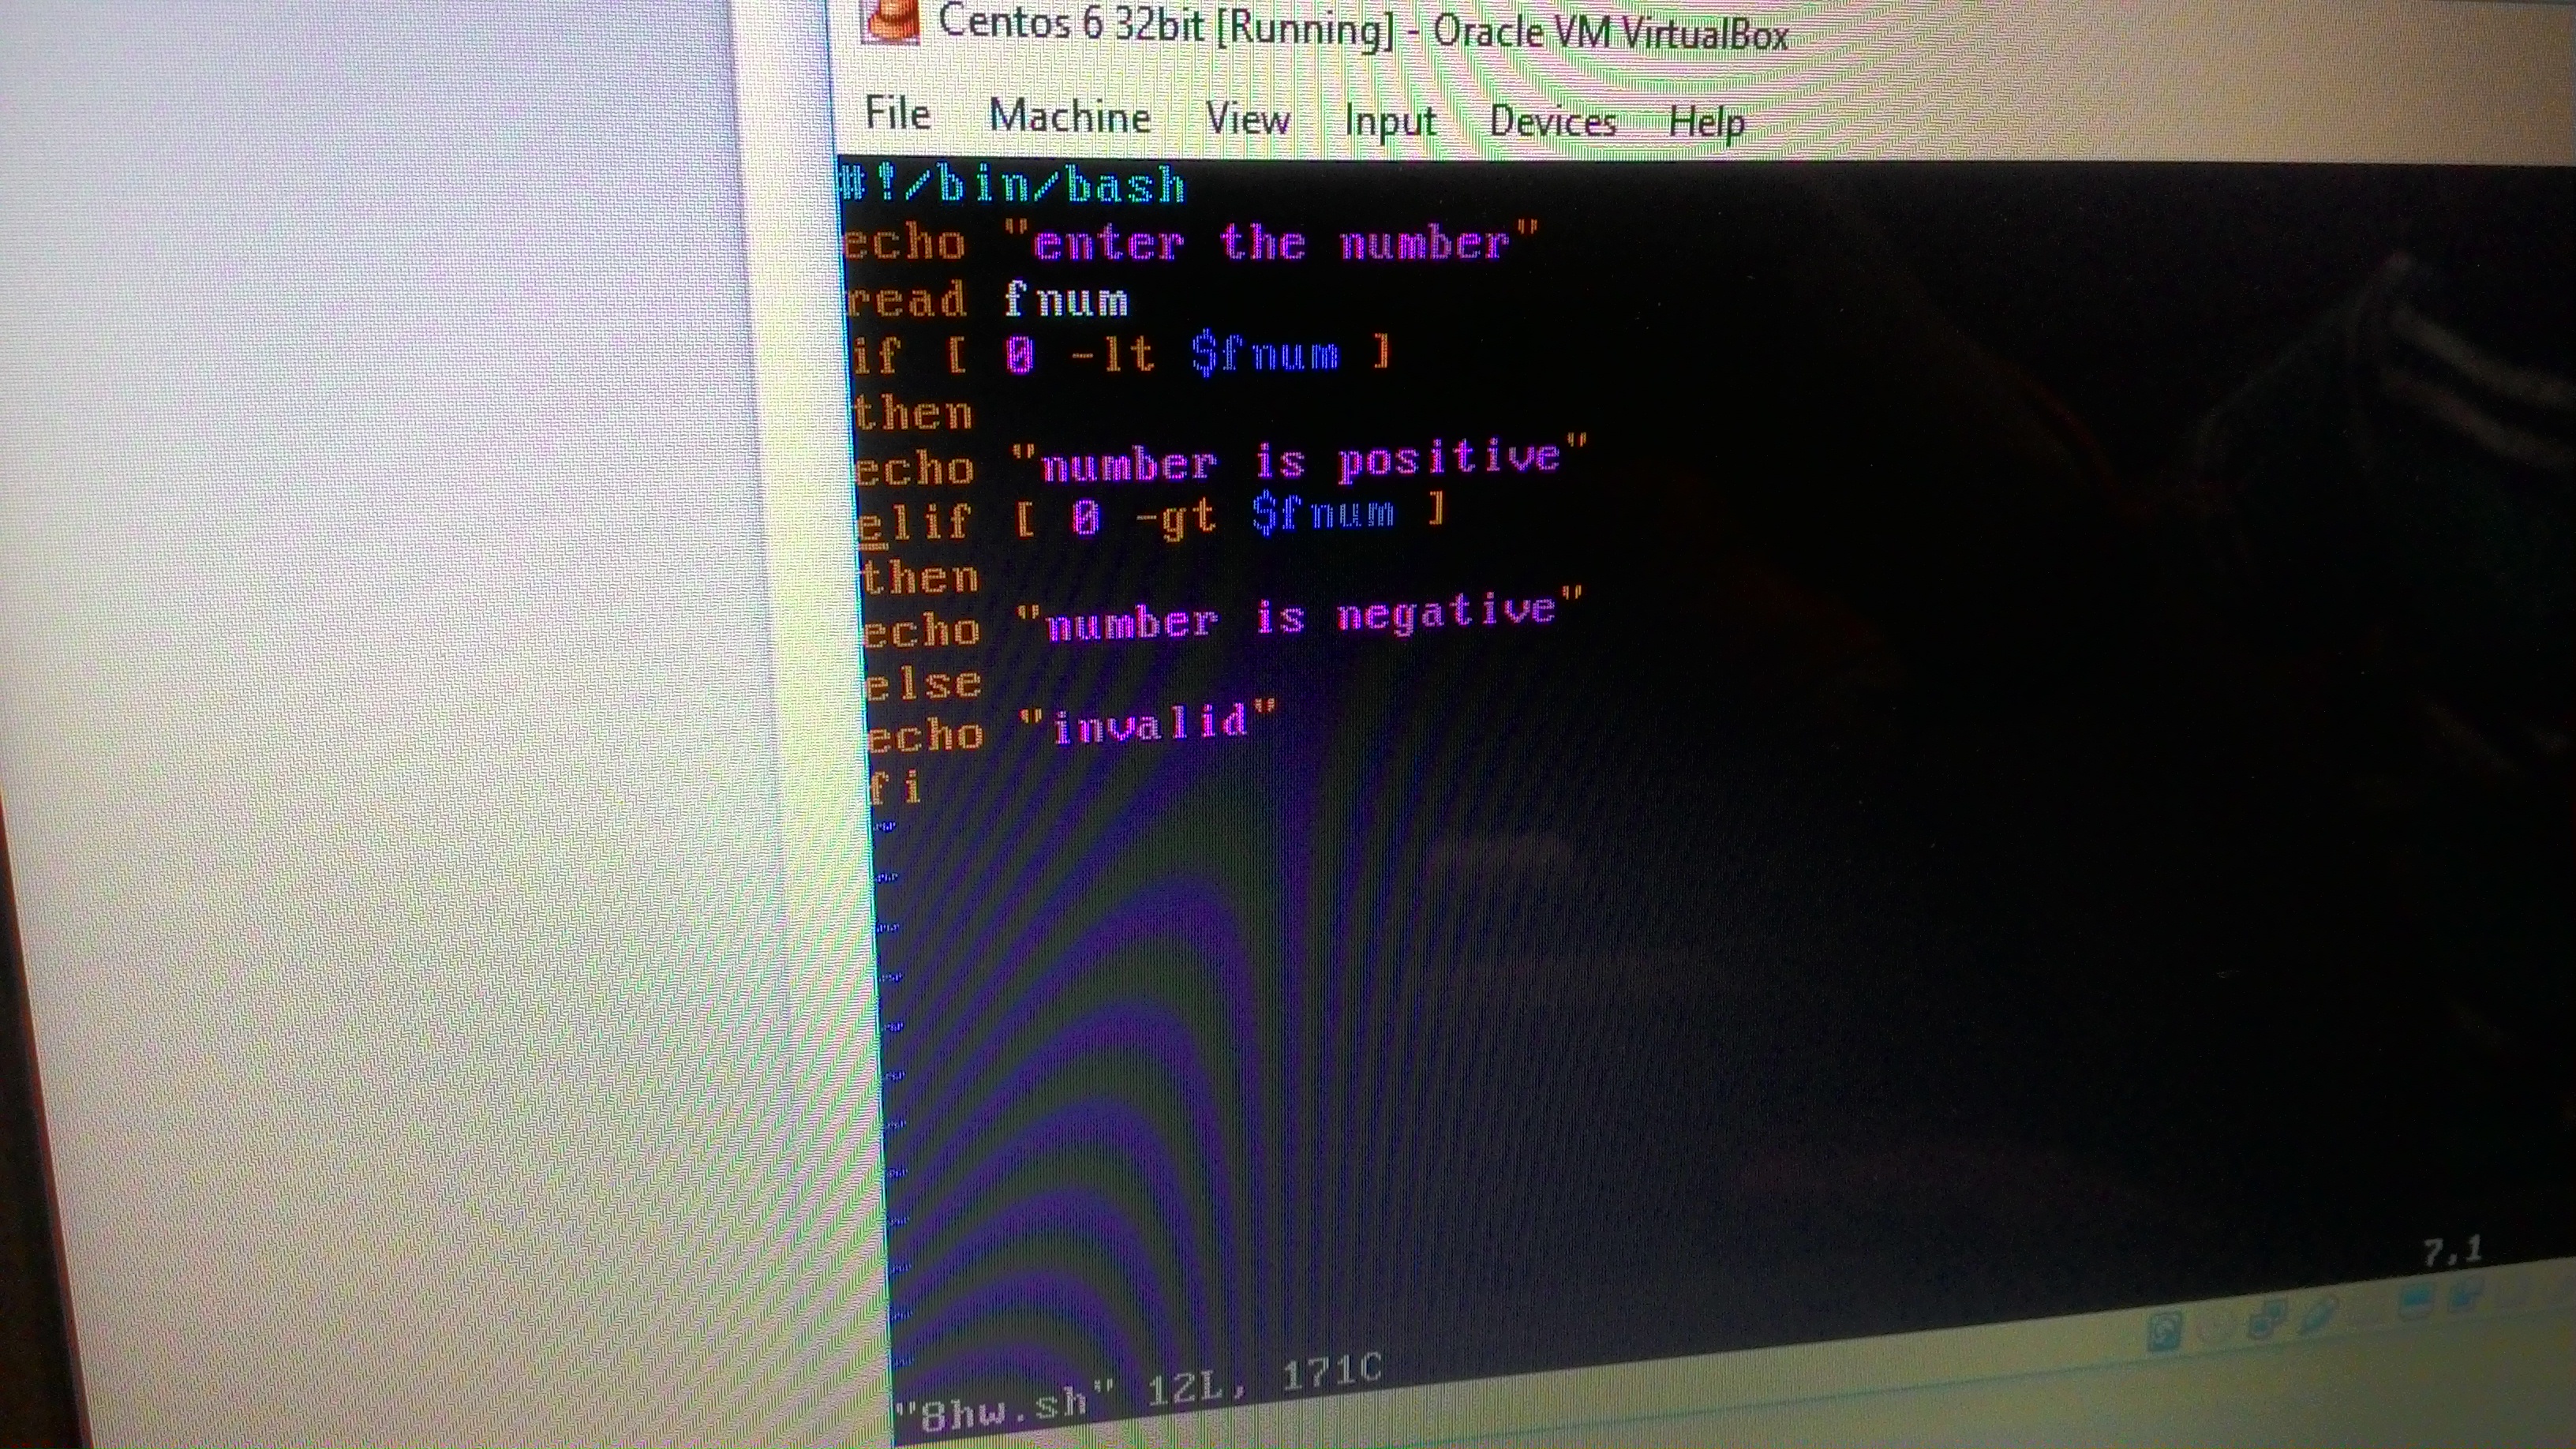 Centos 6 32bit [Running] - Oracle VM VirtualBox
File Machine View Input Devices Help
#!/bin/bash
echo "enter the number"
read fnum
if [ 0 -lt $fnum ]
then
echo "number is positive"
elif [ 0 -gt $fnum ]
then
echo "number is negative"
else
echo "invalid"
fi
~
~
~
~
~
~
~
~
~
~
~
~
"8hw.sh" 12L, 171C 7,1